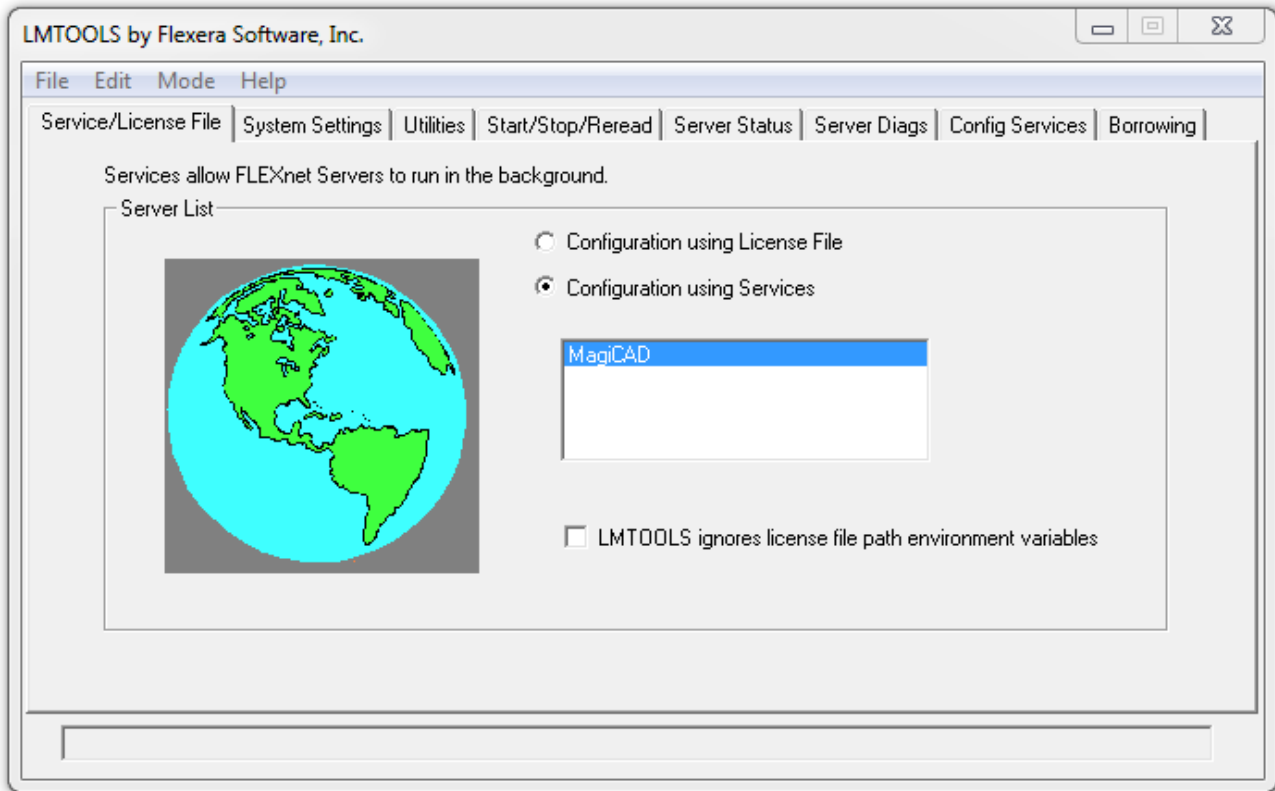 LMTOOLS by Flexera Software, Inc.
File Edit Mode Help
Service/License File System Settings Utilities Start/Stop/Reread Server Status Server Diags Config Services Borrowing
Services allow FLEXnet Servers to run in the background.
Server List
Configuration using License File
Configuration using Services
MagiCAD
LMTOOLS ignores license file path environment variables